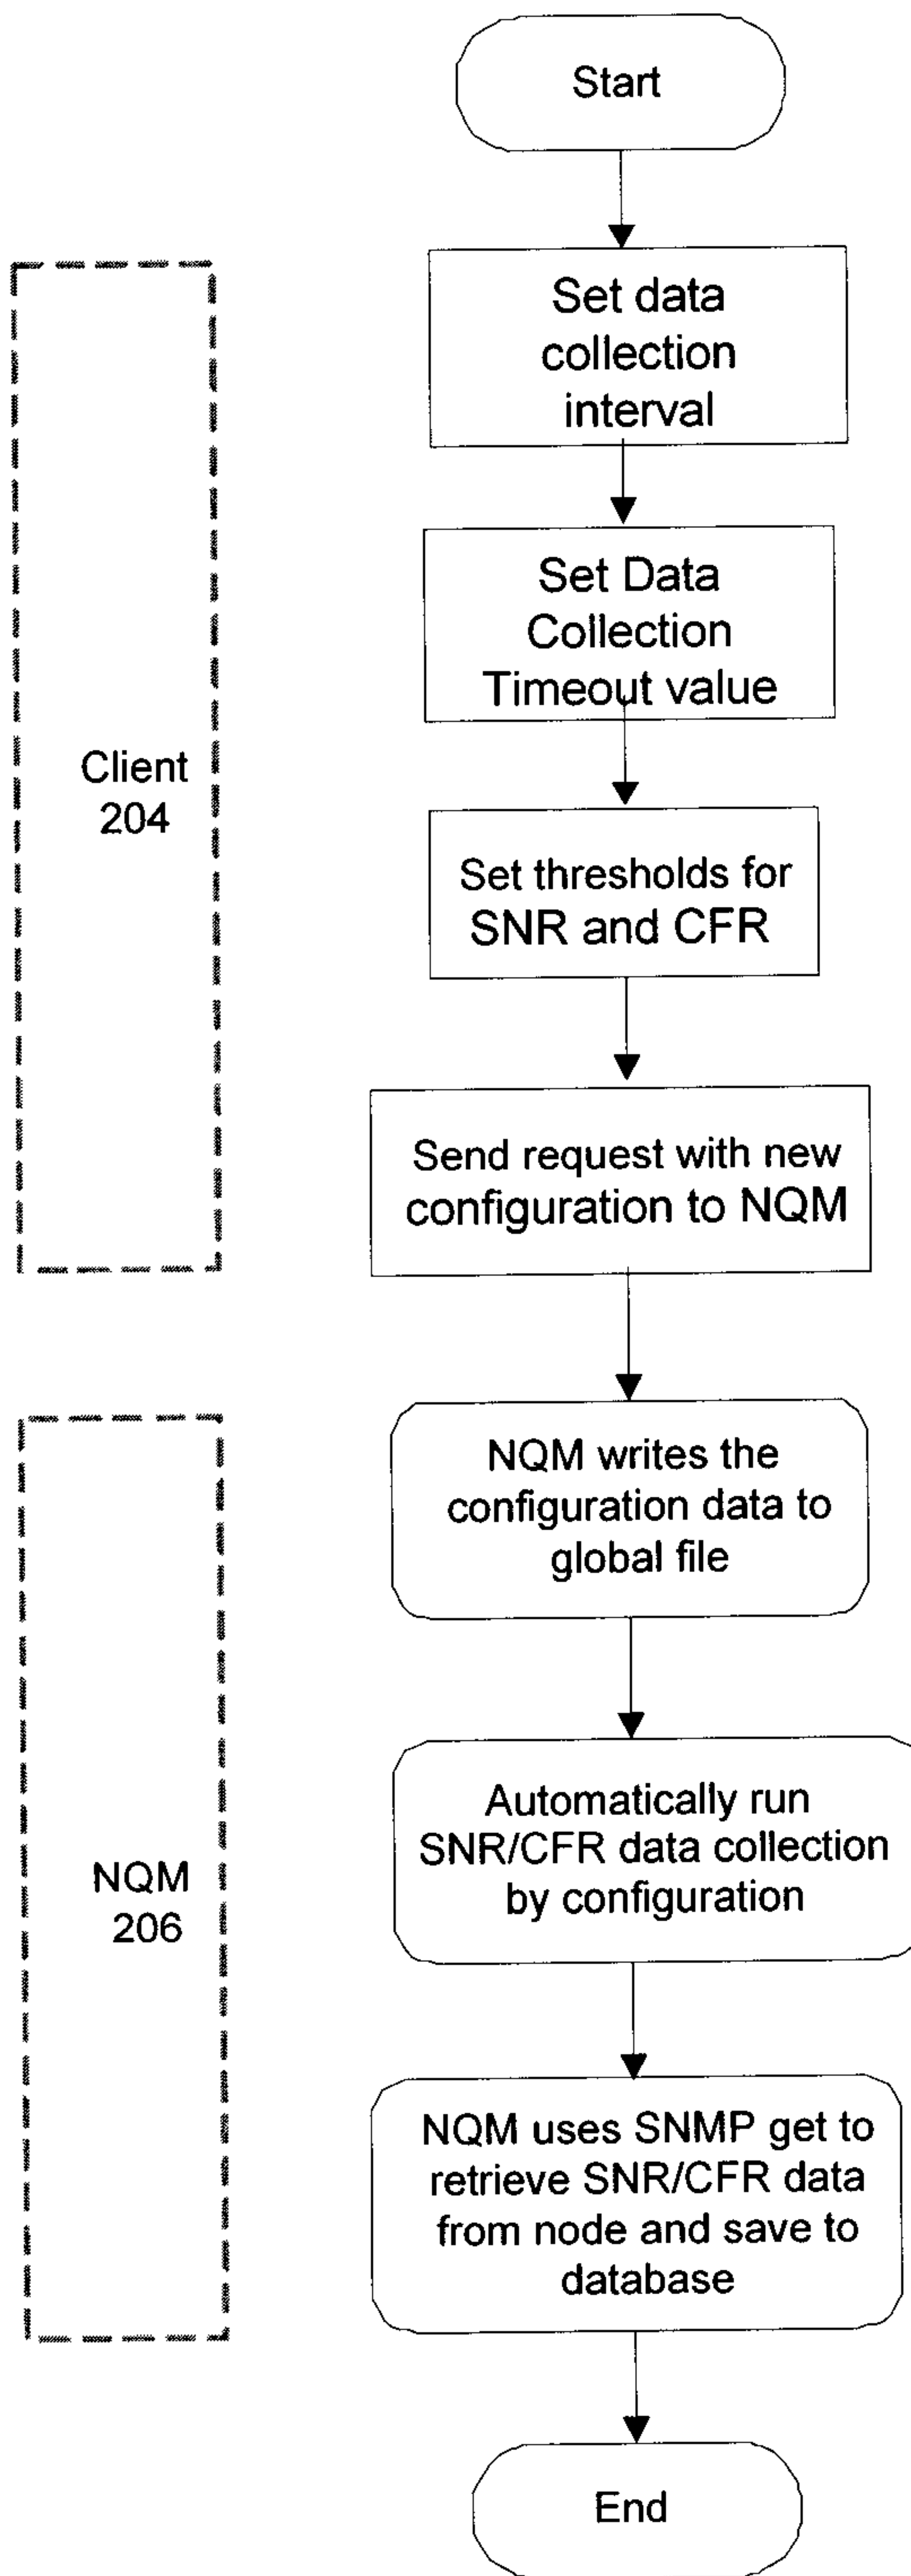 Start
Set data
collection
interval
Set Data
Collection
Timeout value
Client
204
Set thresholds for
SNR and CFR
Send request with new
configuration to NQM
NQM writes the
configuration data to
global file
Automatically run
SNR/CFR data collection
by configuration
NQM
206
NQM uses SNMP get to
retrieve SNR/CFR data
from node and save to
database
End